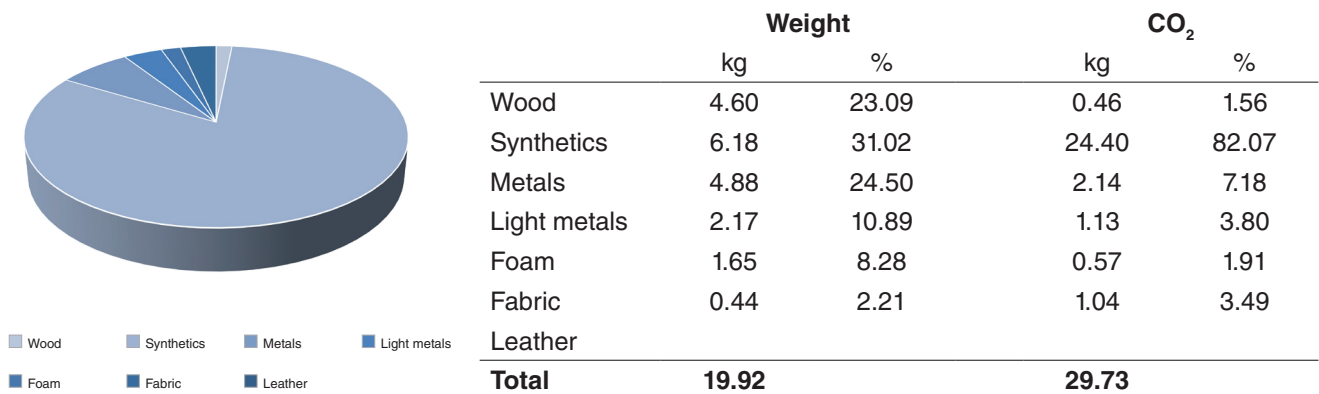 Weight CO2
kg % kg %
Wood 4.60 23.09 0.46 1.56
Synthetics 6.18 31.02 24.40 82.07
Metals 4.88 24.50 2.14 7.18
Light metals 2.17 10.89 1.13 3.80
Foam 1.65 8.28 0.57 1.91
Fabric 0.44 2.21 1.04 3.49
Leather
Total 19.92 29.73
Wood Synthetics Metals Light metals
Foam Fabric Leather